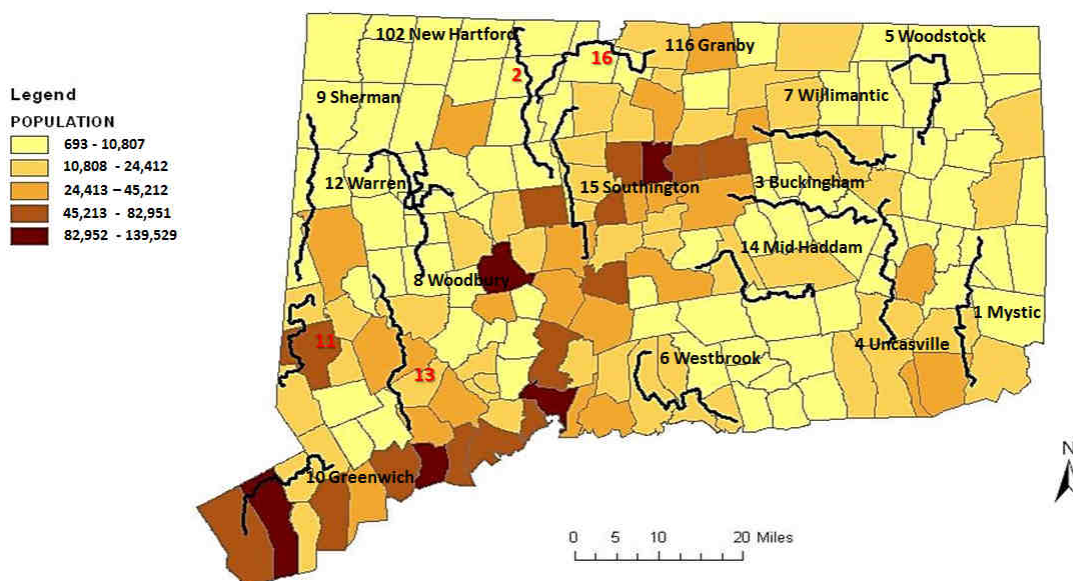 Legend
POPULATION
693 - 10,807
10,808 - 24,412
24,413 – 45,212
45,213 - 82,951
82,952 - 139,529
102 New Hartford
116 Granby
5 Woodstock
16
2
9 Sherman
7 Willimantic
12 Warren
15 Southington
3 Buckingham
14 Mid Haddam
8 Woodbury
1 Mystic
11
4 Uncasville
6 Westbrook
13
10 Greenwich
N
0 5 10 20 Miles